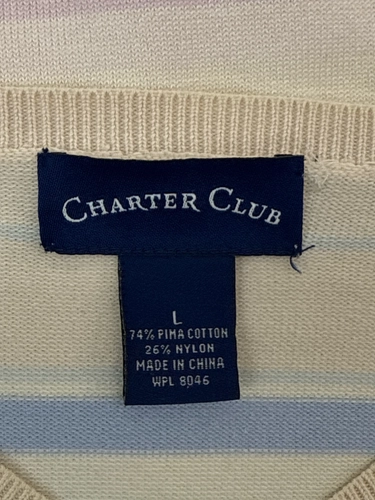 CHARTER CLUB
L
74% PIMA COTTON
26% NYLON
MADE IN CHINA
WPL 8046